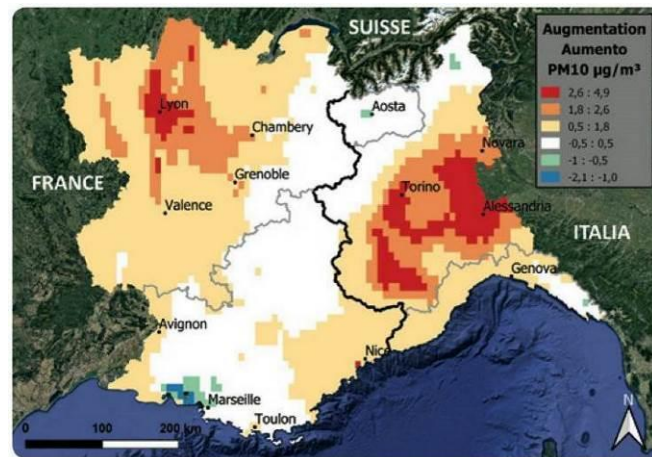 SUISSE
Augmentation
Aumento
PM10 µg/m³
2,6 : 4,9
1,8 : 2,6
0,5 : 1,8
-0,5 : 0,5
-1 : -0,5
-2,1 : -1,0
Aosta
Lyon
Chambery
Novara
FRANCE
Grenoble
Torino
Valence
Alessandria
ITALIA
Genova
Avignon
Nice
Marseille
Toulon
N
0 100 200 km